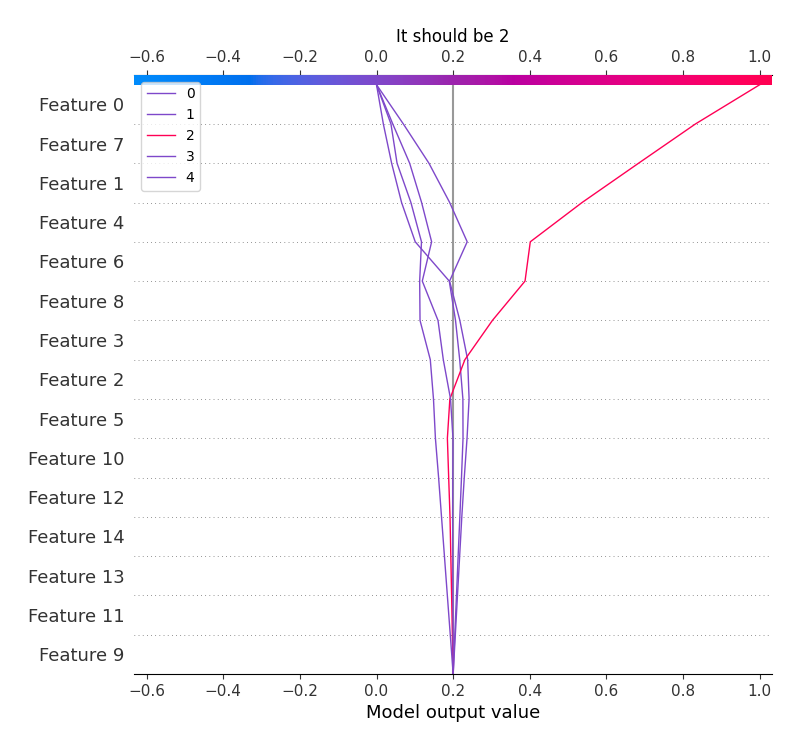 It should be 2
−0.6 −0.4 −0.2 0.0 0.2 0.4 0.6 0.8 1.0
0
1
2
3
4
Feature 0
Feature 7
Feature 1
Feature 4
Feature 6
Feature 8
Feature 3
Feature 2
Feature 5
Feature 10
Feature 12
Feature 14
Feature 13
Feature 11
Feature 9
−0.6 −0.4 −0.2 0.0 0.2 0.4 0.6 0.8 1.0
Model output value